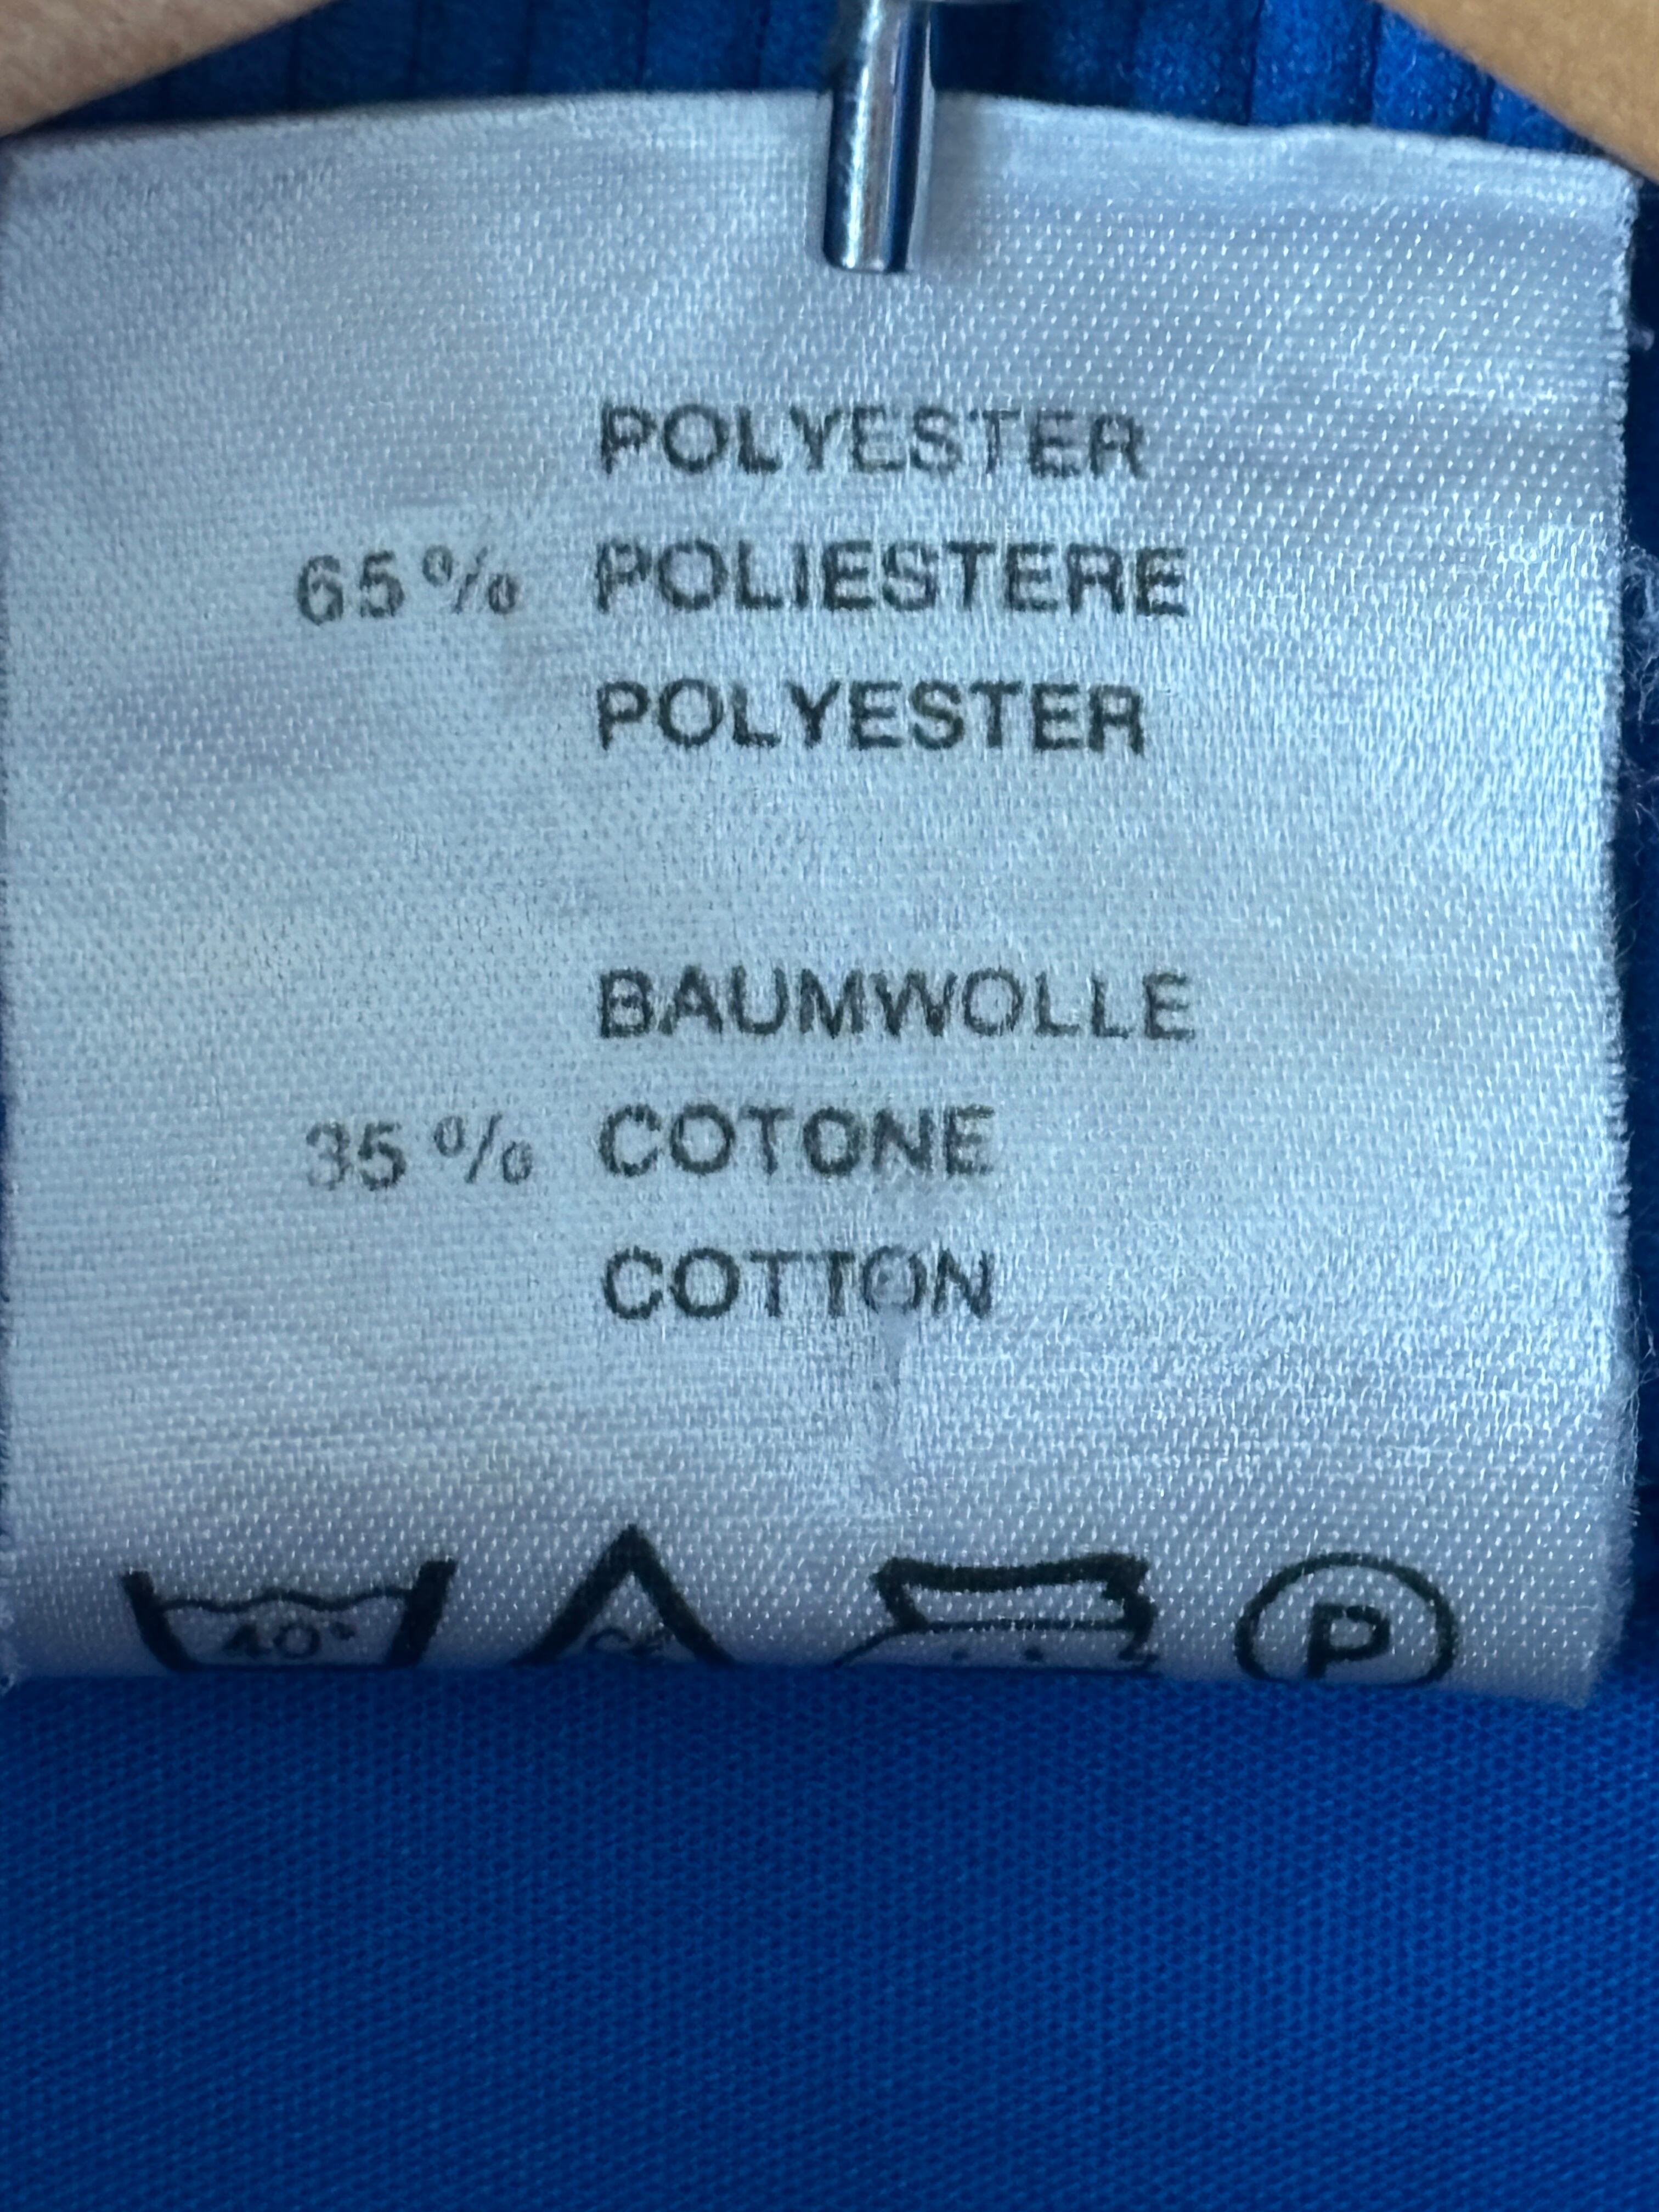 POLYESTER
65% POLIESTERE
POLYESTER
BAUMWOLLE
35% COTONE
COTTON
40° P